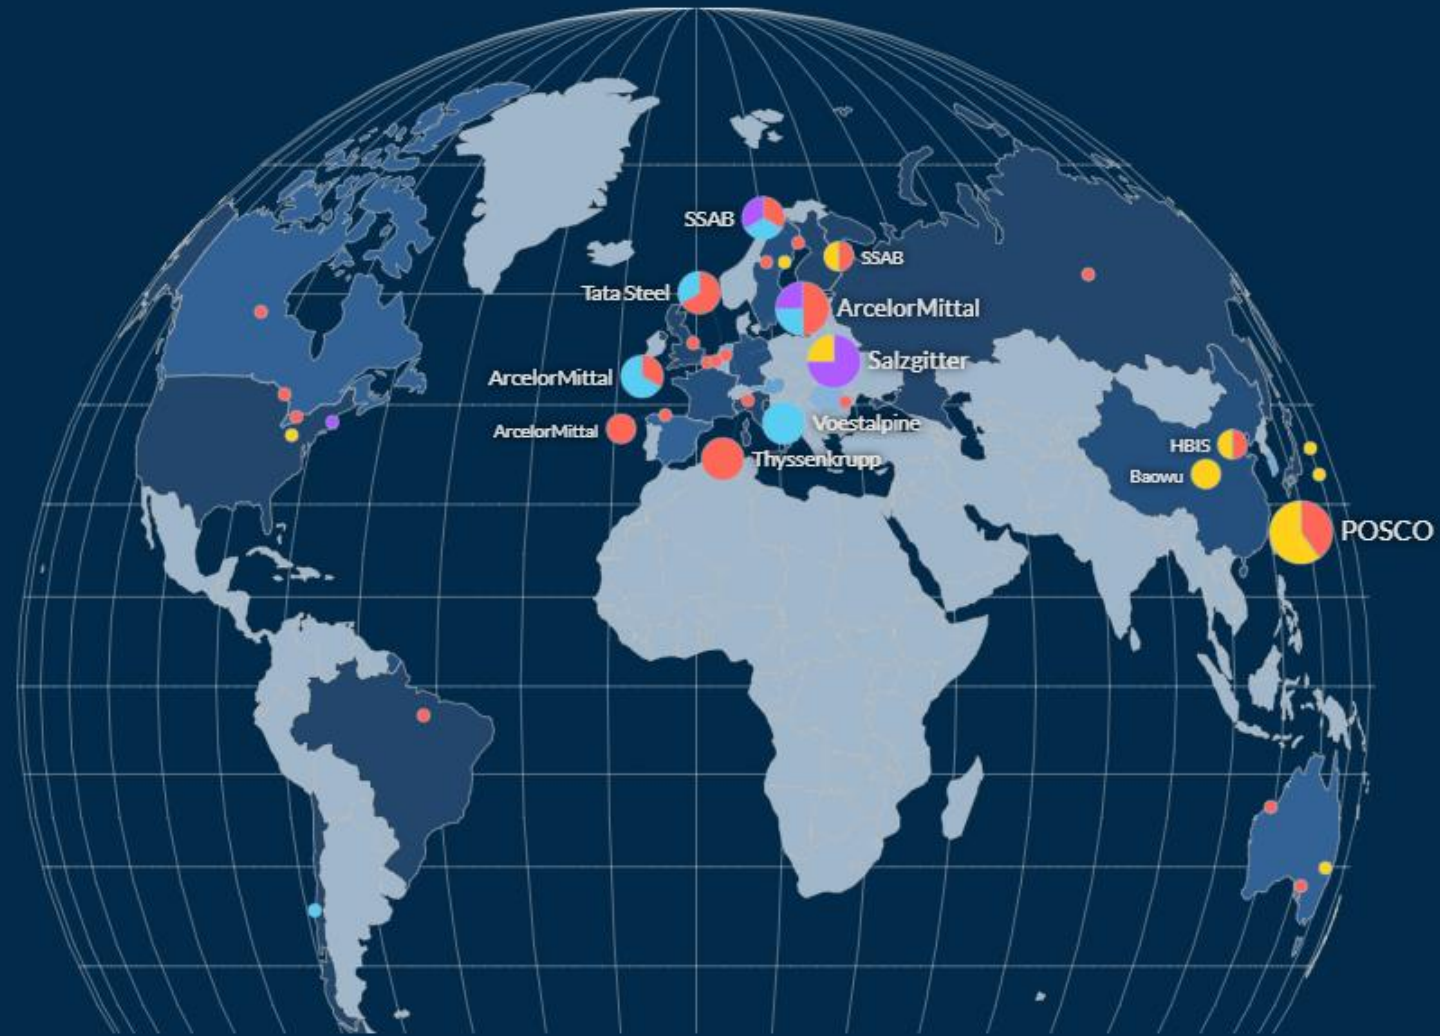 SSAB
SSAB
Tata Steel
ArcelorMittal
Salzgitter
ArcelorMittal
Voestalpine
ArcelorMittal
Thyssenkrupp
HBIS
Baowu
POSCO